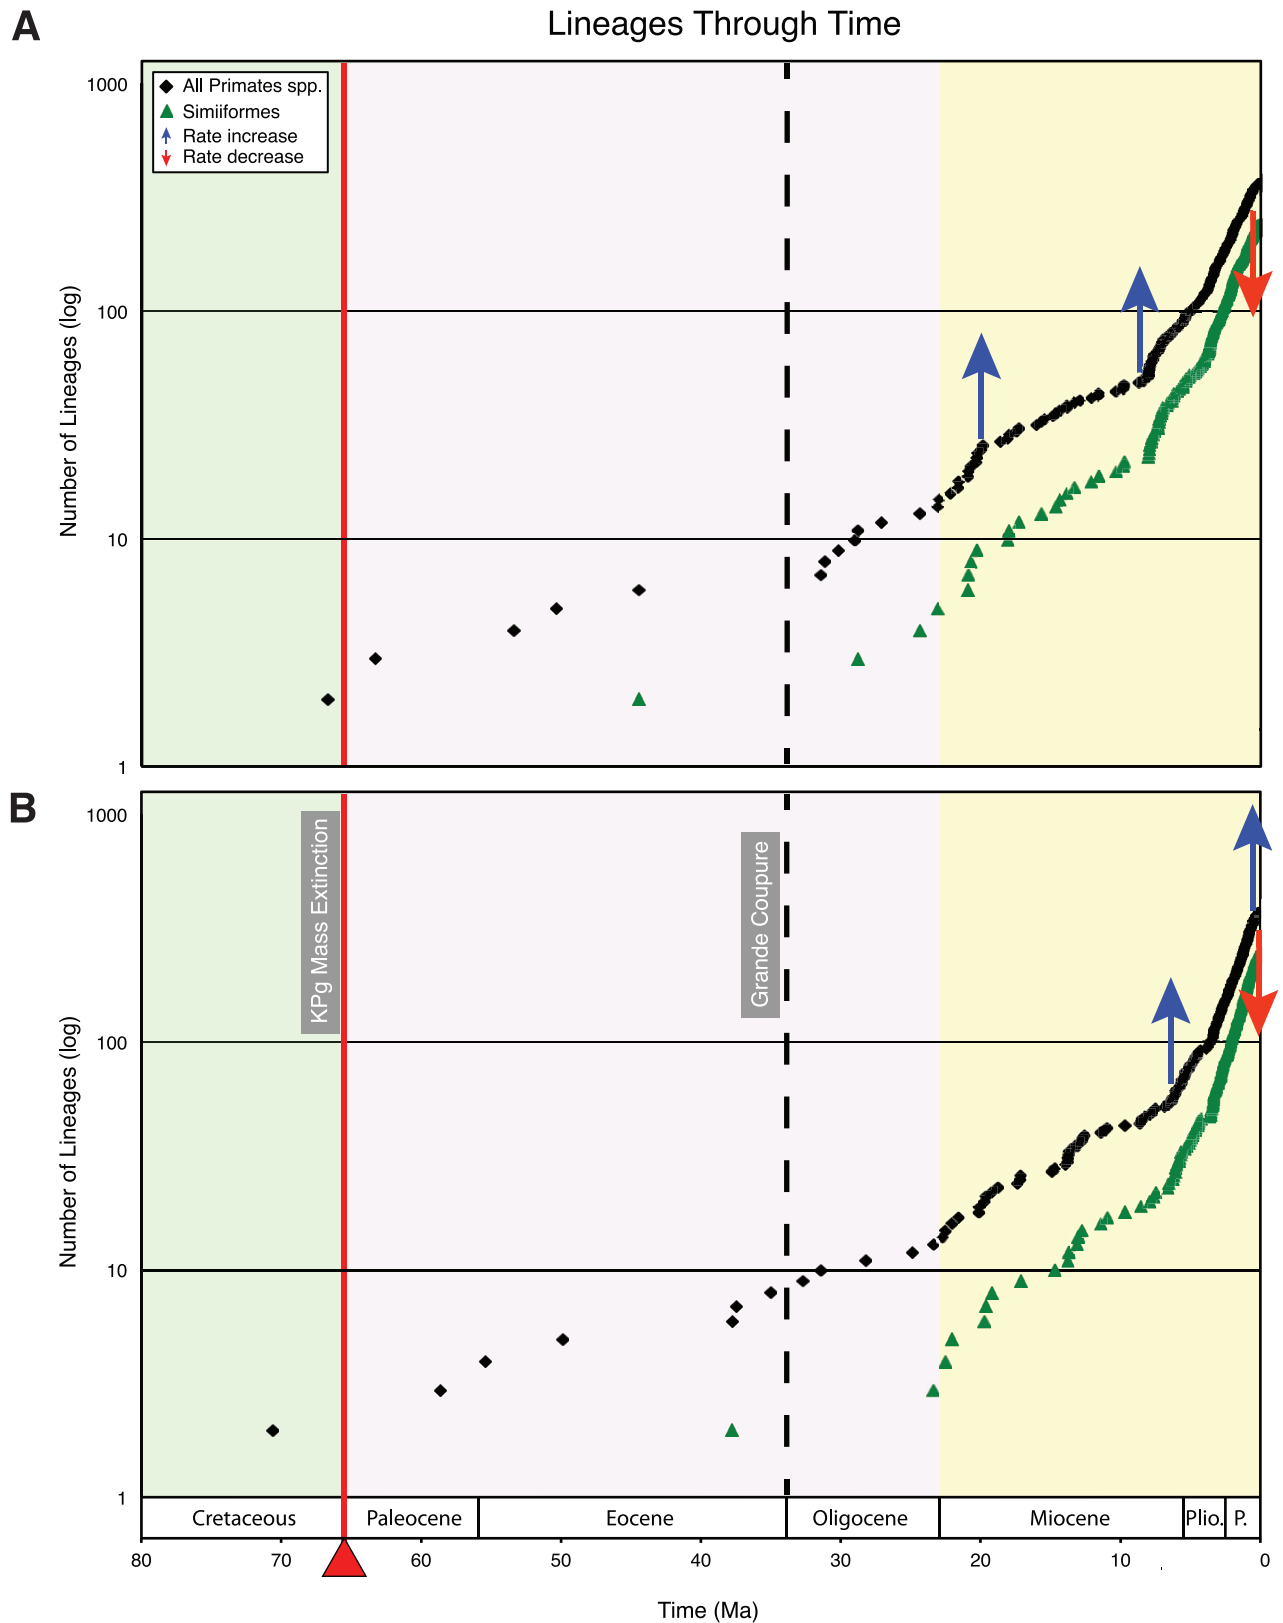 A
Lineages Through Time
1000
100
10
1
Number of Lineages (log)
All Primates spp.
Simiiformes
Rate increase
Rate decrease
B
1000
100
10
1
Number of Lineages (log)
KPg Mass Extinction
Grande Coupure
Cretaceous
Paleocene
Eocene
Oligocene
Miocene
Plio.
P.
80
70
60
50
40
30
20
10
0
Time (Ma)